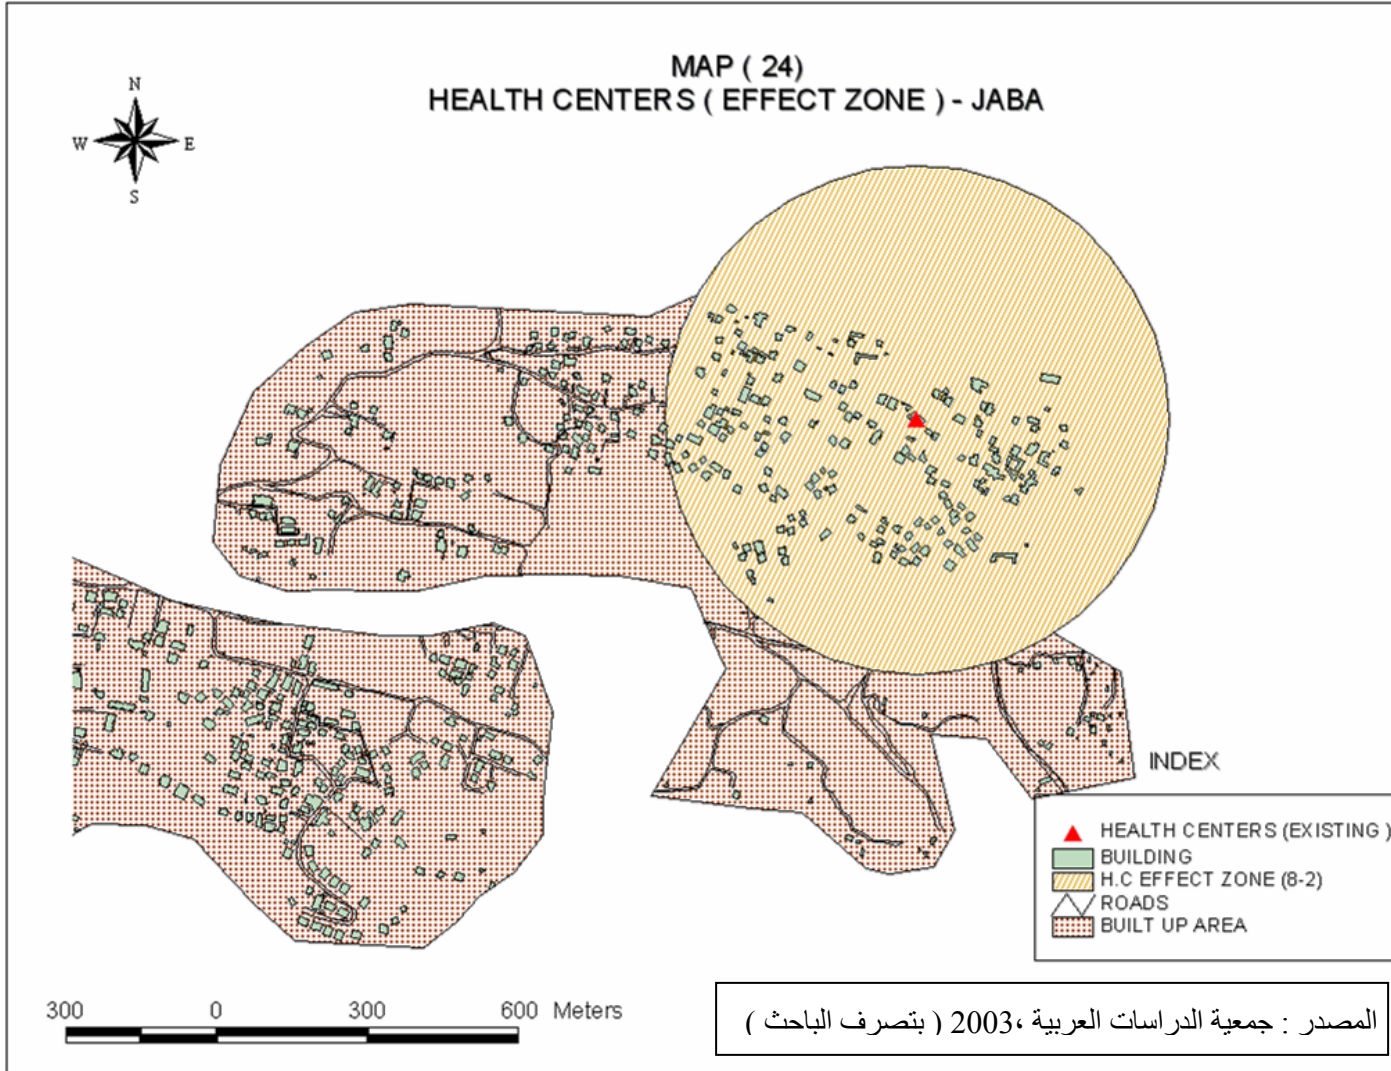 MAP ( 24)
HEALTH CENTERS ( EFFECT ZONE ) - JABA
N
W E
S
INDEX
HEALTH CENTERS (EXISTING )
BUILDING
H.C EFFECT ZONE (8-2)
ROADS
BUILT UP AREA
300 0 300 600 Meters
المصدر : جمعية الدراسات العربية ،2003 ( بتصرف الباحث )